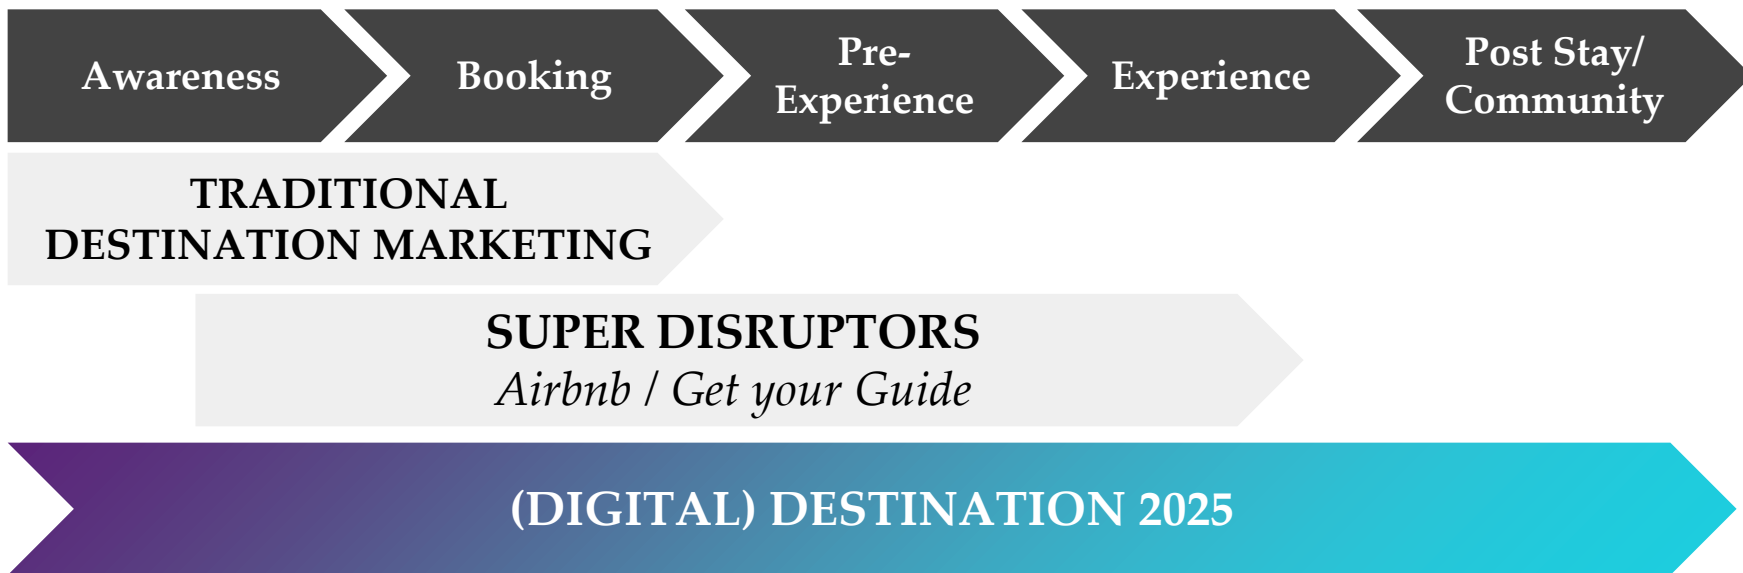 Awareness
Booking
Pre-
Experience
Experience
Post Stay/
Community
TRADITIONAL
DESTINATION MARKETING
SUPER DISRUPTORS
Airbnb / Get your Guide
(DIGITAL) DESTINATION 2025